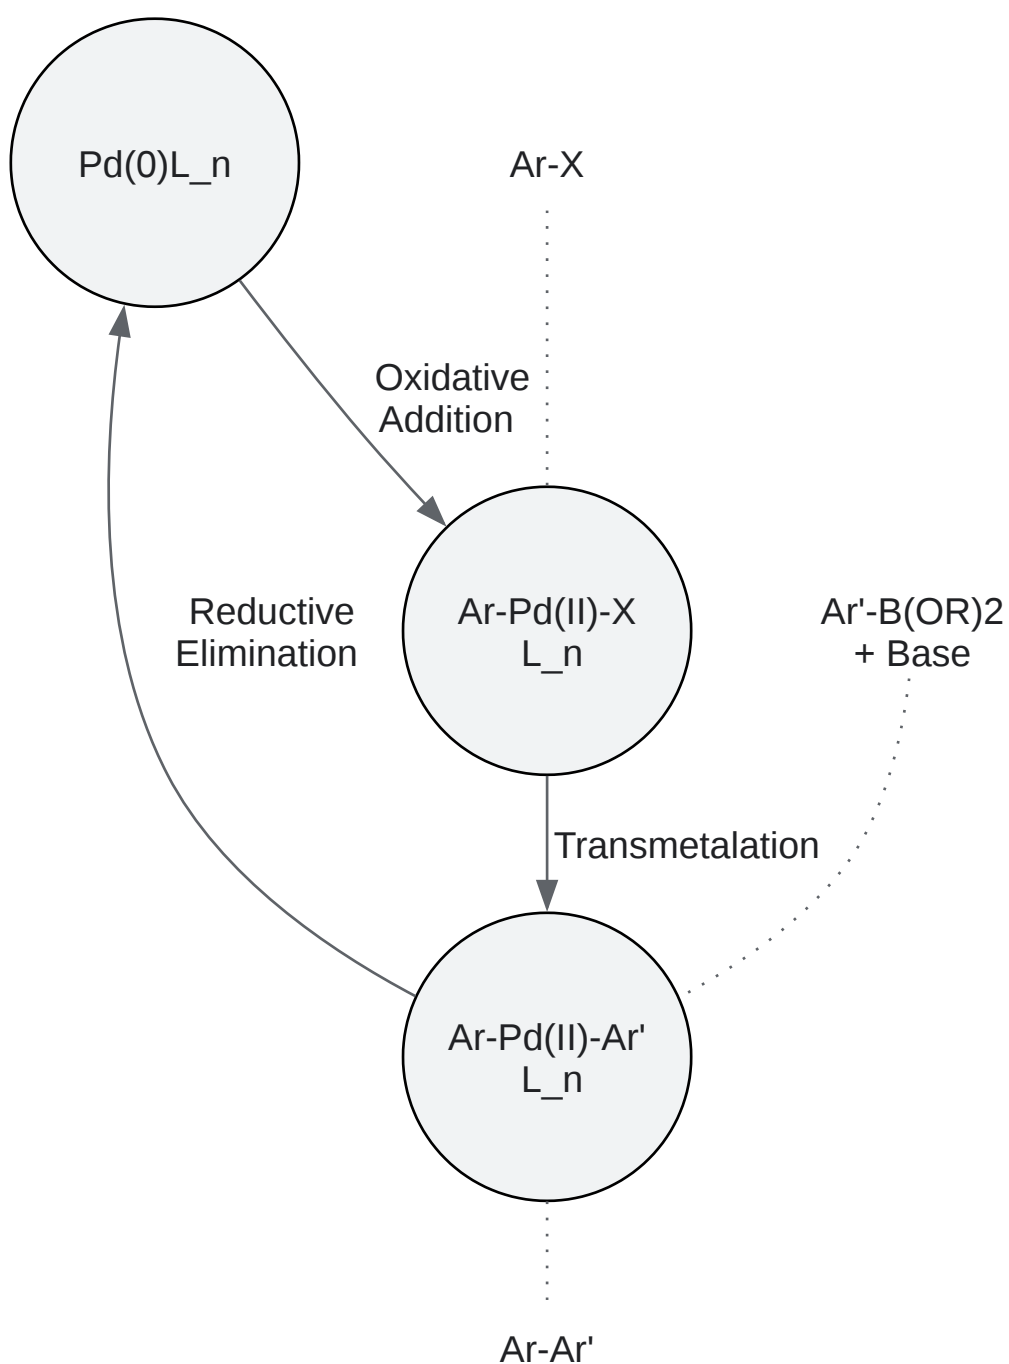 Pd(0)L_n
Ar-X
Oxidative
Addition
Reductive
Elimination
Ar-Pd(II)-X
L_n
Ar'-B(OR)2
+ Base
Transmetalation
Ar-Pd(II)-Ar'
L_n
Ar-Ar'